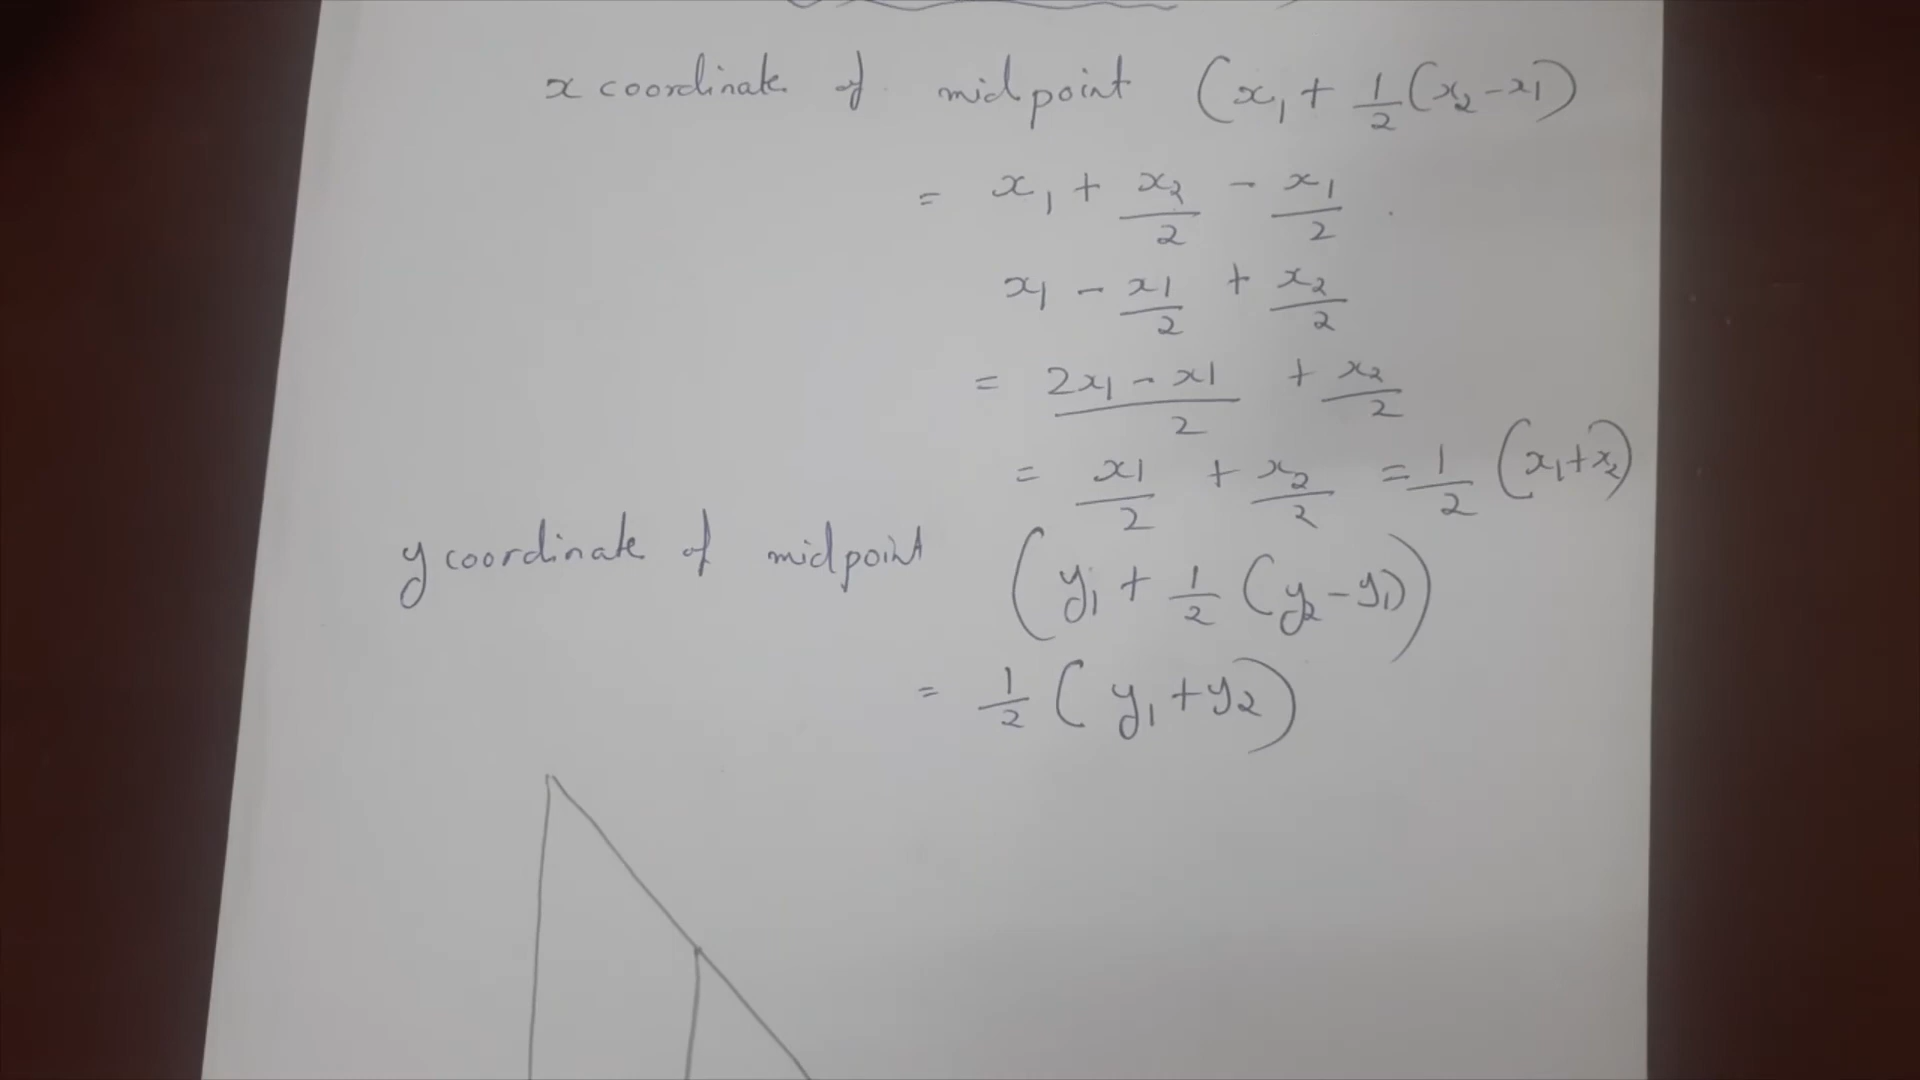 x coordinate of midpoint (x₁ + 1/2 (x₂ - x1)
= x₁ + x₂/2 - x1/2
x1 - x1/2 + x₂/2
= 2x1 - x1/2 + x₂/2
= x1/2 + x₂/2 = 1/2 (x₁ + x₂)
y coordinate of midpoint (y₁ + 1/2 (y₂ - y₁))
= 1/2 (y₁ + y₂)